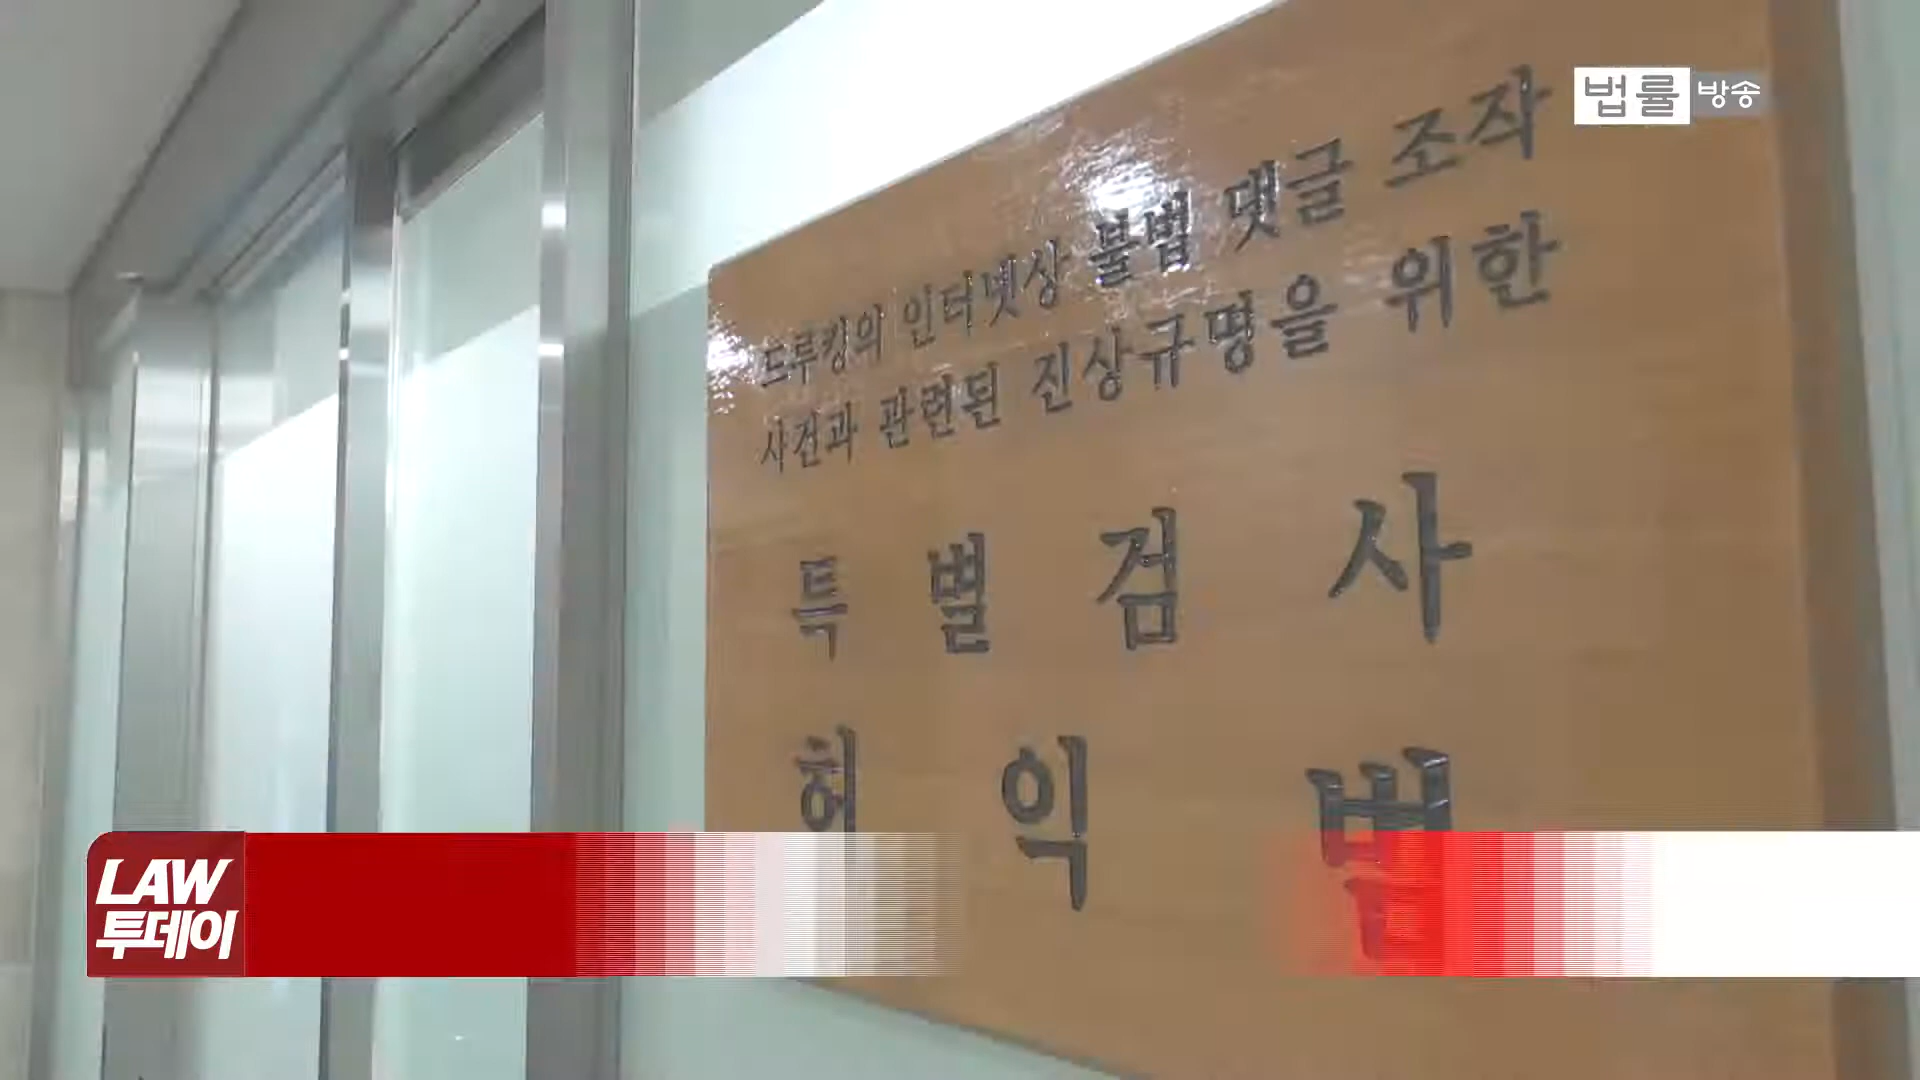 법률방송
드루킹의 인터넷상 불법 댓글 조작
사건과 관련된 진상규명을 위한
특별검사
허익범
LAW
투데이